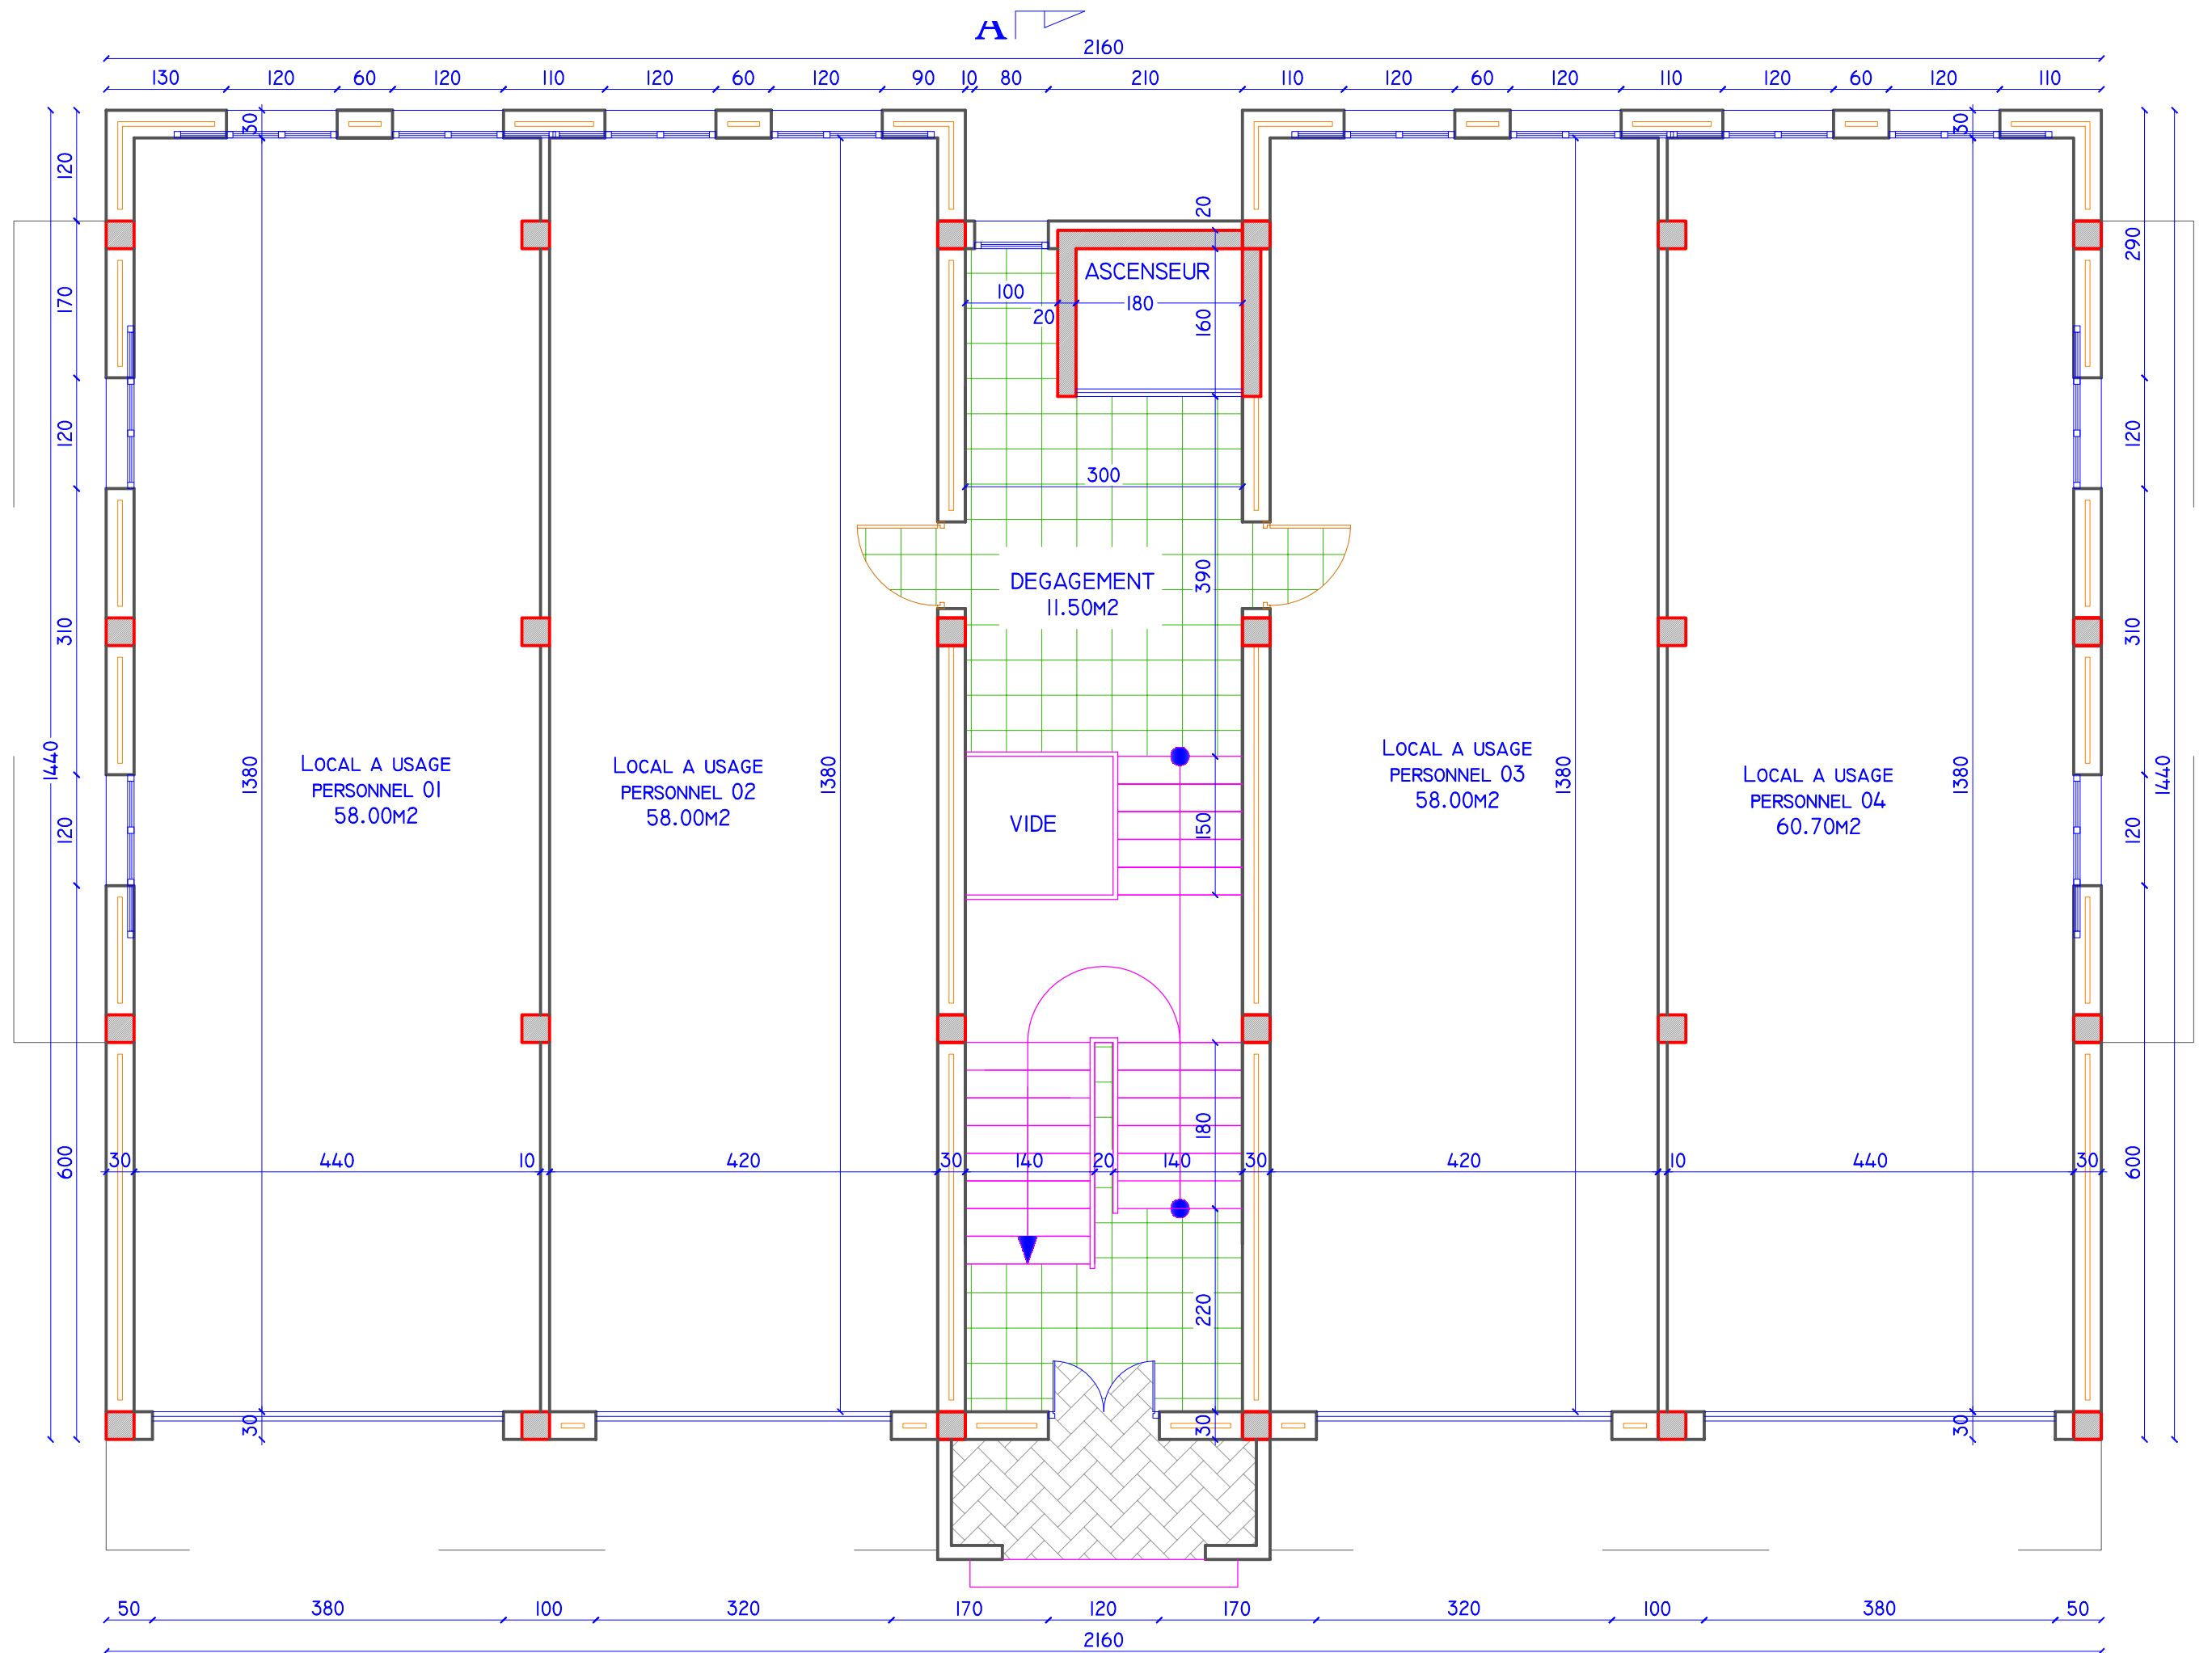 A
2160
130 120 60 120 110 120 60 120 90 10 80 210 110 120 60 120 110 120 60 120 110
30 30
120
20
290
ASCENSEUR
170 100 180
20 160
120 120
300
390
DEGAGEMENT
11.50M2
310 310
1440 1380 1380 1380 1380 1440
LOCAL A USAGE
PERSONNEL 01
58.00M2
LOCAL A USAGE
PERSONNEL 02
58.00M2
VIDE
150
LOCAL A USAGE
PERSONNEL 03
58.00M2
LOCAL A USAGE
PERSONNEL 04
60.70M2
120 120
180
600 600
30 440 10 420 30 140 20 140 30 420 10 440 30
220
30 30 30
50 380 100 320 170 120 170 320 100 380 50
2160